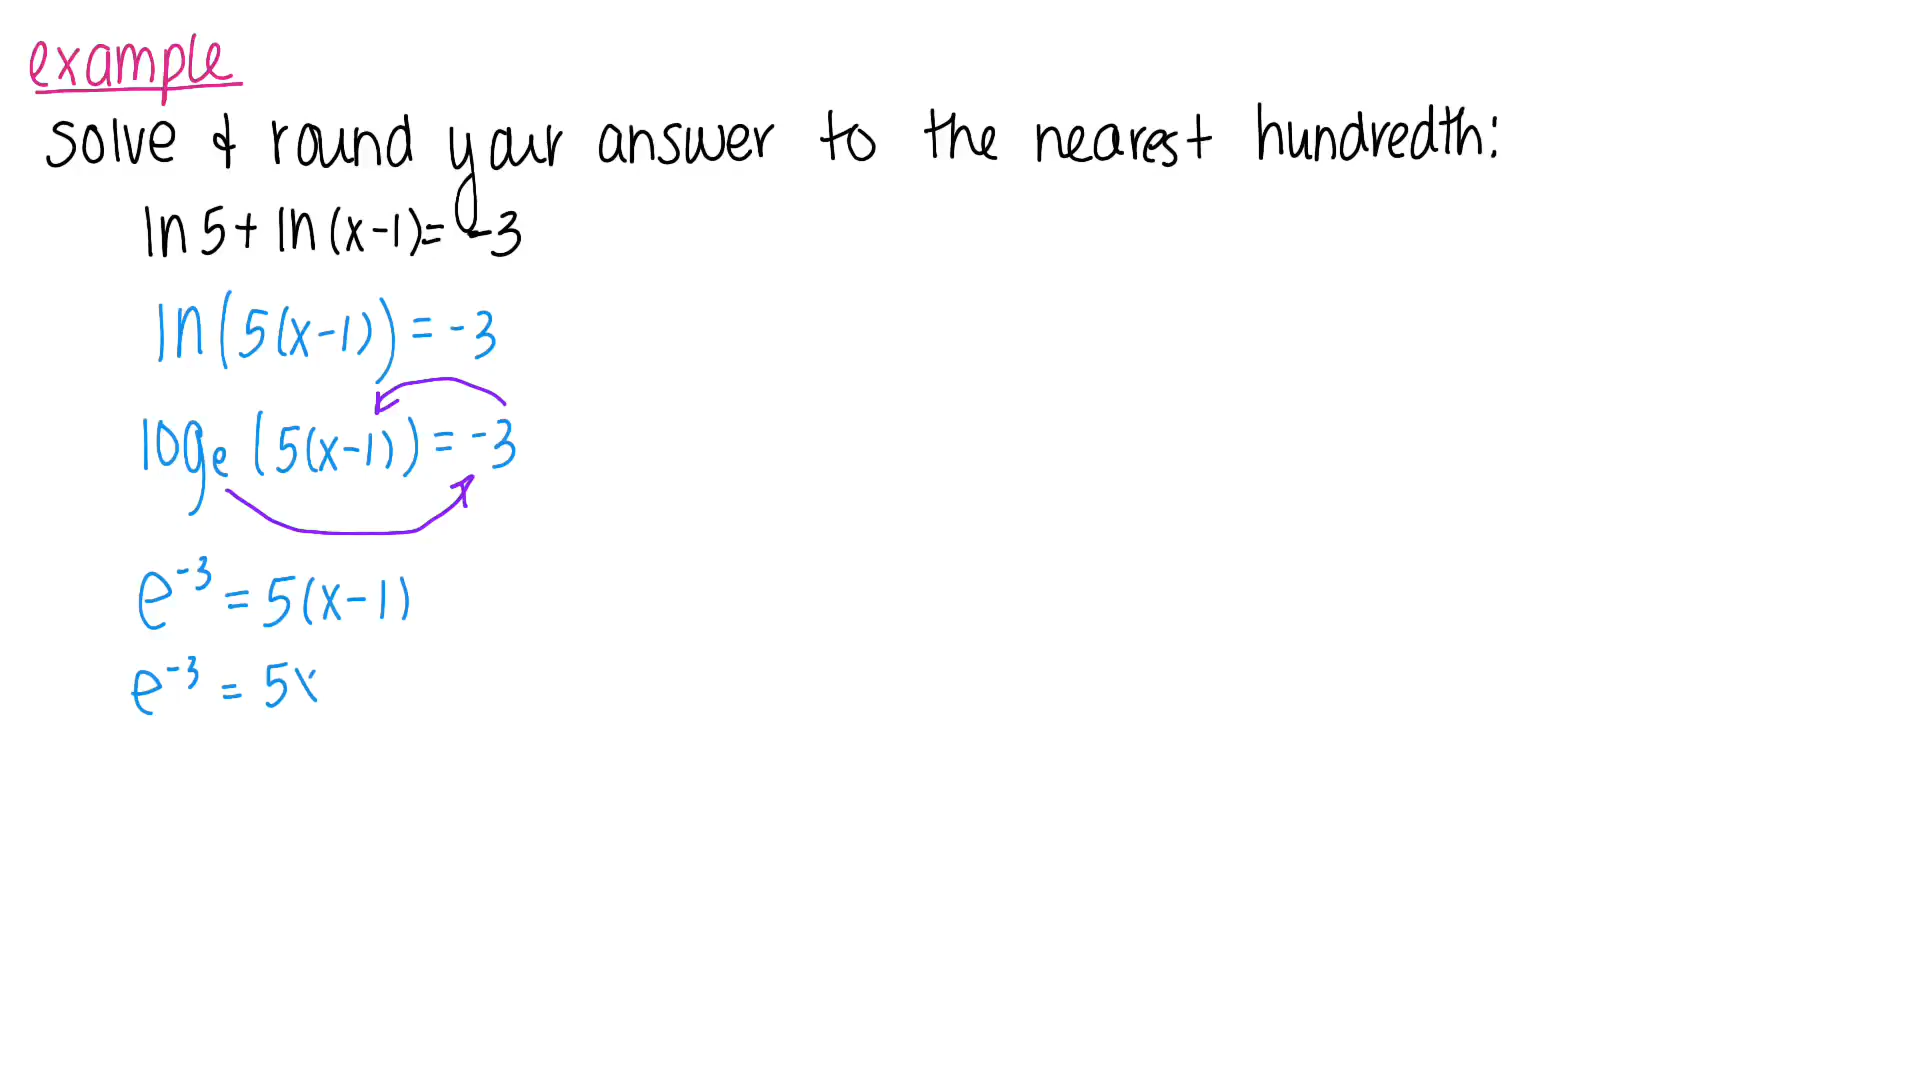 example
solve & round your answer to the nearest hundredth:
ln 5 + ln (x-1) = -3
ln (5(x-1)) = -3
logₑ (5(x-1)) = -3
e⁻³ = 5(x-1)
e⁻³ = 5x